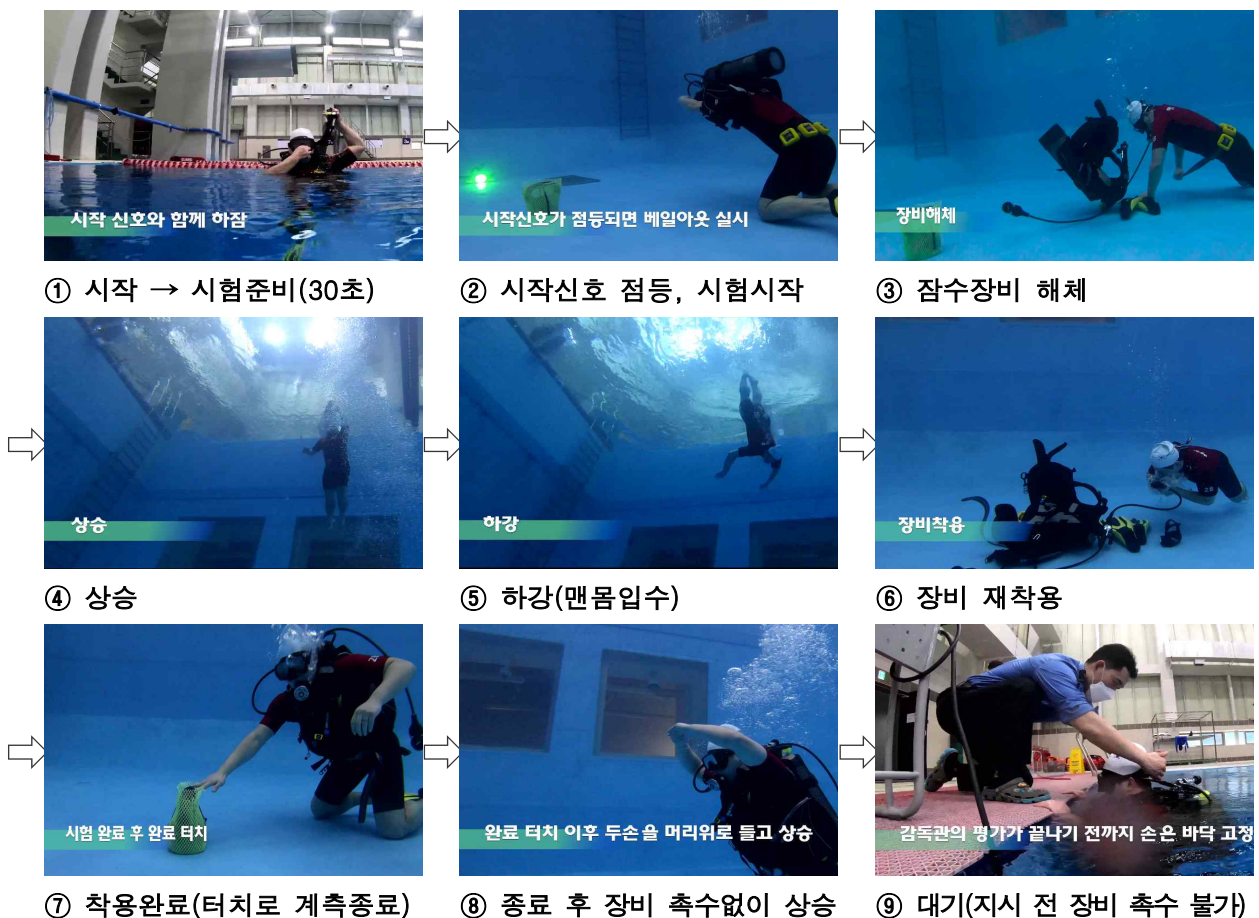 시작 신호와 함께 하잠
시작신호가 점등되면 베일아웃 실시
장비해체
① 시작 → 시험준비(30초)
② 시작신호 점등, 시험시작
③ 잠수장비 해체
상승
하강
장비착용
④ 상승
⑤ 하강(맨몸입수)
⑥ 장비 재착용
시험 완료 후 완료 터치
완료 터치 이후 두손을 머리위로 들고 상승
감독관의 평가가 끝나기 전까지 손은 바닥 고정
⑦ 착용완료(터치로 계측종료)
⑧ 종료 후 장비 촉수없이 상승
⑨ 대기(지시 전 장비 촉수 불가)